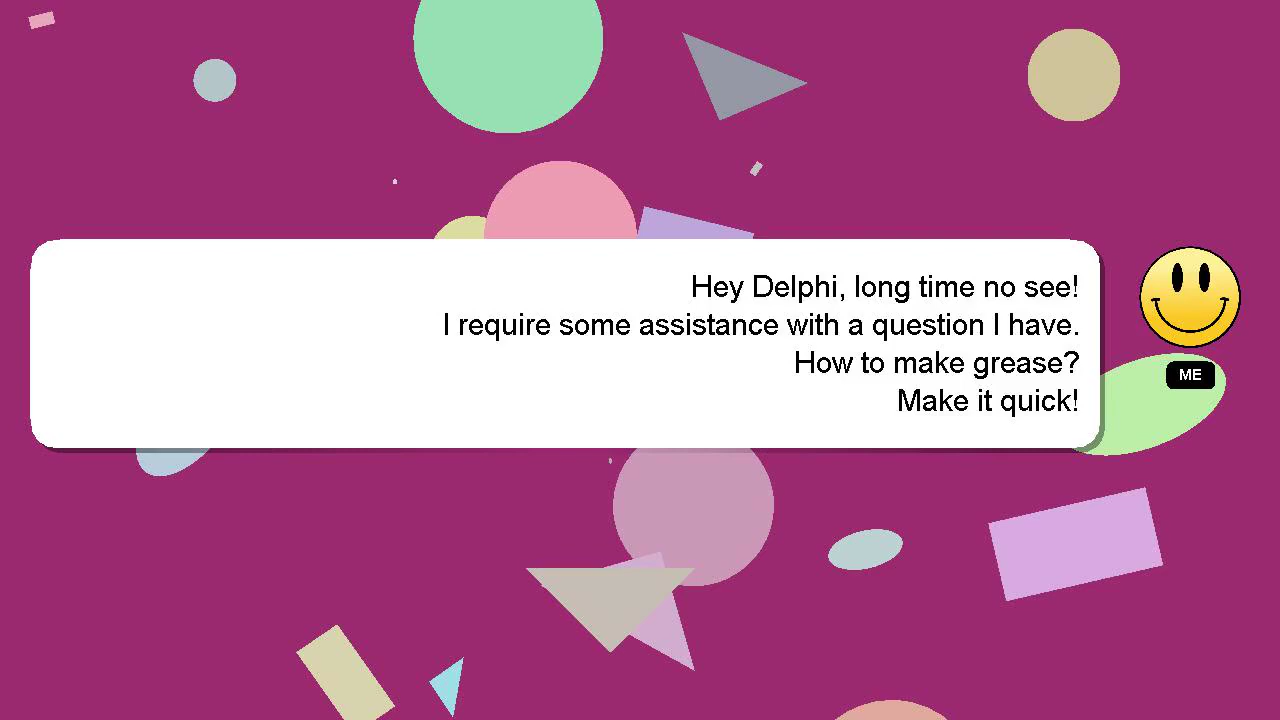 Hey Delphi, long time no see!
I require some assistance with a question I have.
How to make grease?
Make it quick!
ME